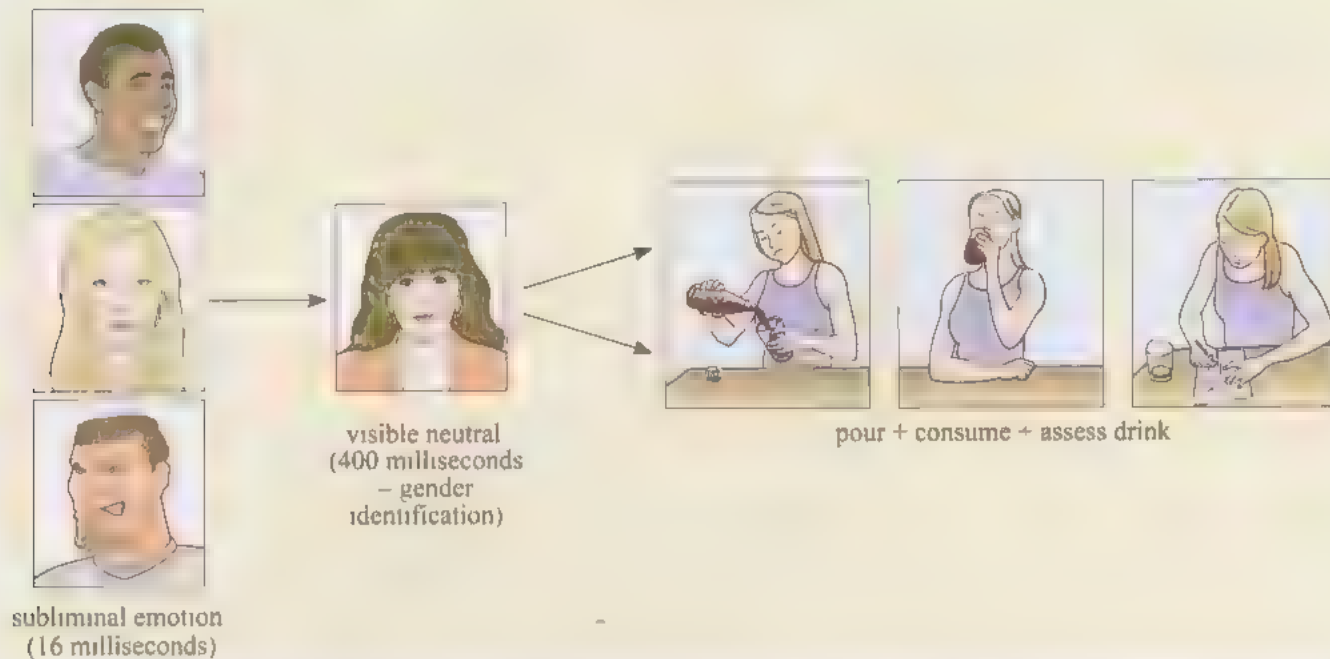 visible neutral
(400 milliseconds
– gender
identification)
pour + consume + assess drink
subliminal emotion
(16 milliseconds)